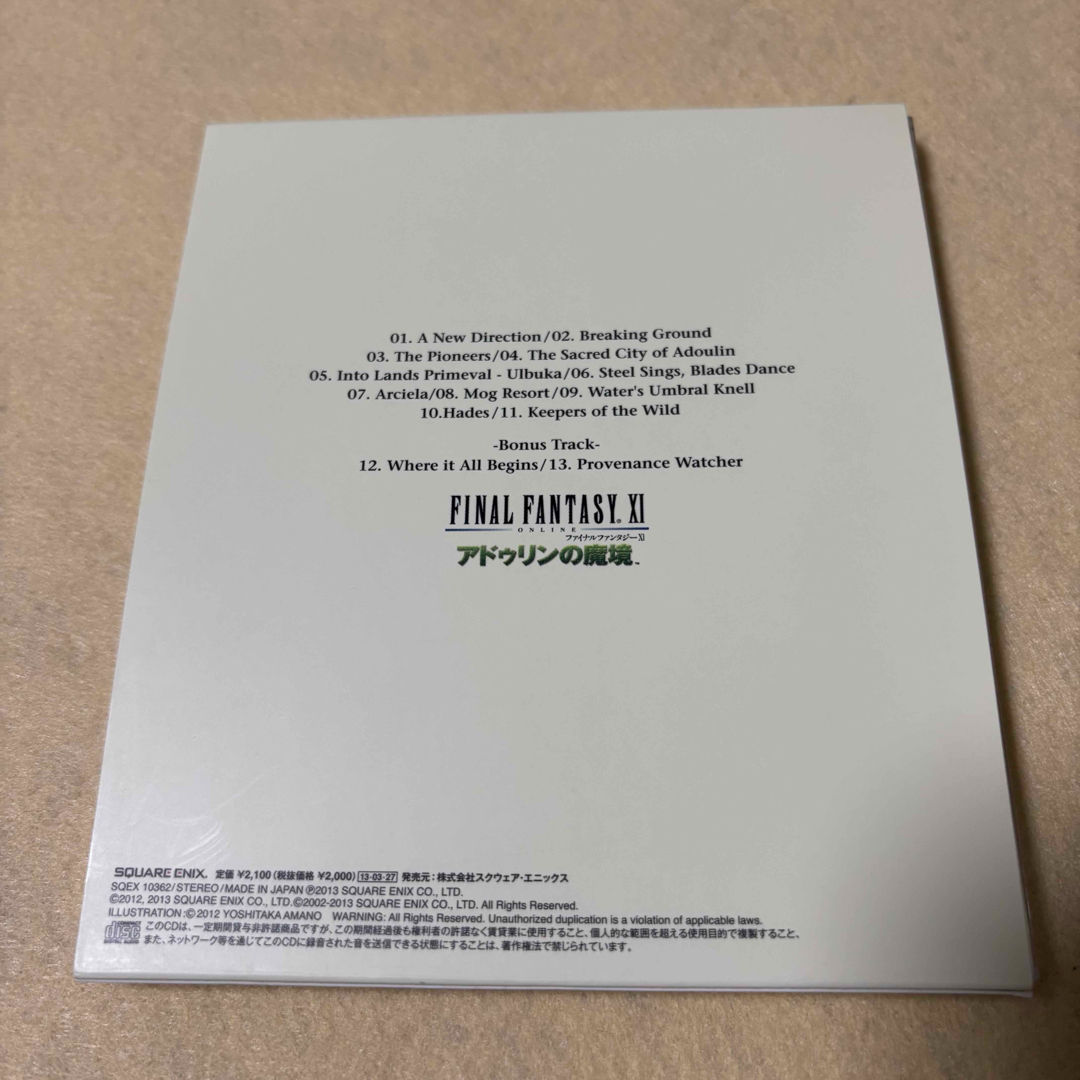 01. A New Direction/02. Breaking Ground
03. The Pioneers/04. The Sacred City of Adoulin
05. Into Lands Primeval - Ulbuka/06. Steel Sings, Blades Dance
07. Arciela/08. Mog Resort/09. Water's Umbral Knell
10.Hades/11. Keepers of the Wild
-Bonus Track-
12. Where it All Begins/13. Provenance Watcher
FINAL FANTASY® XI
ONLINE
ファイナルファンタジーXI
アドゥリンの魔境™
SQUARE ENIX. 定価 ¥2,100(税抜価格 ¥2,000) 13・03・27 発売元：株式会社スクウェア・エニックス
SQEX 10362/STEREO/MADE IN JAPAN ℗2013 SQUARE ENIX CO., LTD.
©2012, 2013 SQUARE ENIX CO., LTD.©2002-2013 SQUARE ENIX CO., LTD. All Rights Reserved.
ILLUSTRATION:©2012 YOSHITAKA AMANO WARNING: All Rights Reserved. Unauthorized duplication is a violation of applicable laws.
disc このCDは、一定期間貸与非許諾商品ですが、この期間経過後も権利者の許諾なく賃貸業に使用すること、個人的な範囲を超える使用目的で複製すること、
また、ネットワーク等を通じてこのCDに録音された音を送信できる状態にすることは、著作権法で禁じられています。